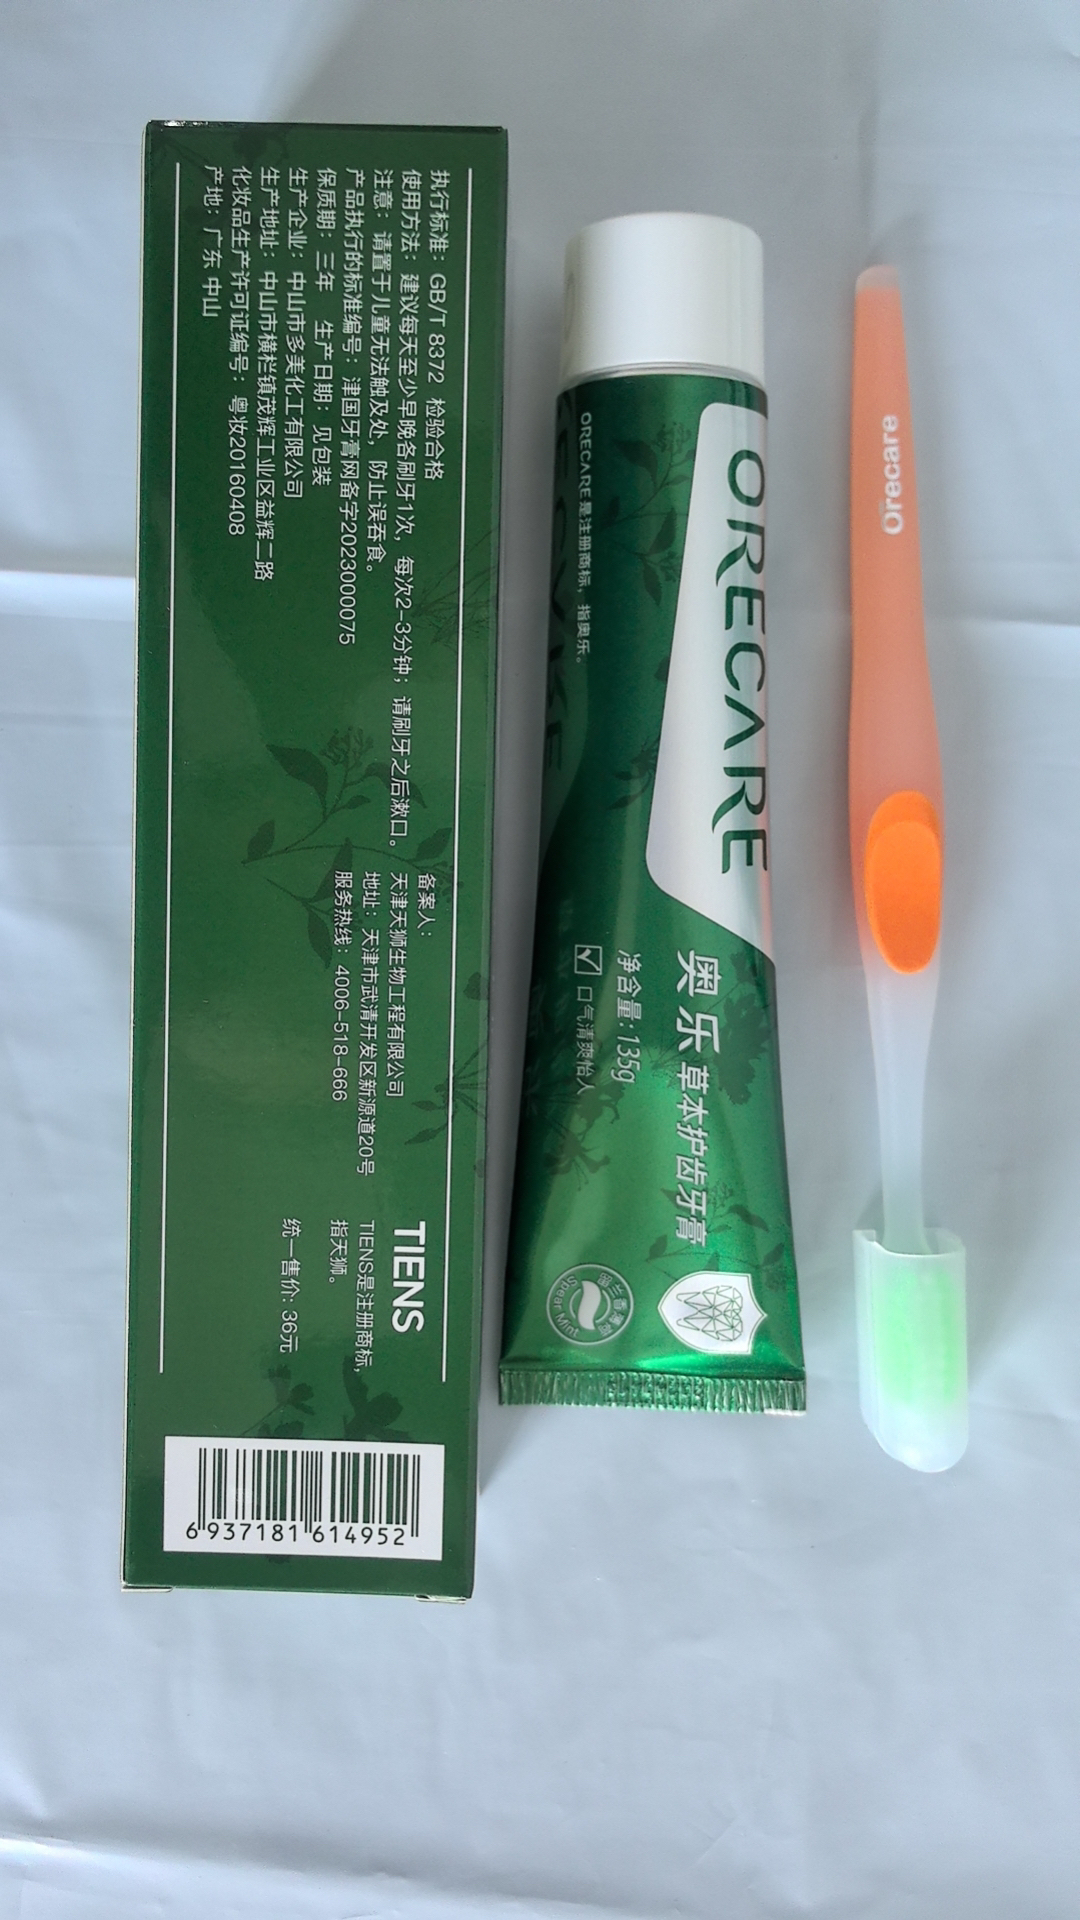 执行标准：GB/T 8372 检验合格
使用方法：建议每天至少早晚各刷牙1次，每次2-3分钟；请刷牙之后漱口。
注意：请置于儿童无法触及处，防止误吞食。
产品执行的标准编号：津国牙膏网备字2023000075
保质期：三年 生产日期：见包装
生产企业：中山市多美化工有限公司
生产地址：中山市横栏镇茂辉工业区益辉二路
化妆品生产许可证编号：粤妆20160408
产地：广东 中山
备案人：
天津天狮生物工程有限公司
地址：天津市武清开发区新源道20号
服务热线：4006-518-666
TIENS
TIENS是注册商标，
指天狮。
统一售价：36元
6 937181 614952
ORECARE
奥乐 草本护齿牙膏
净含量：135g
口气清爽怡人
ORECARE是注册商标，指奥乐。
留兰香薄荷
Spear Mint
Orecare